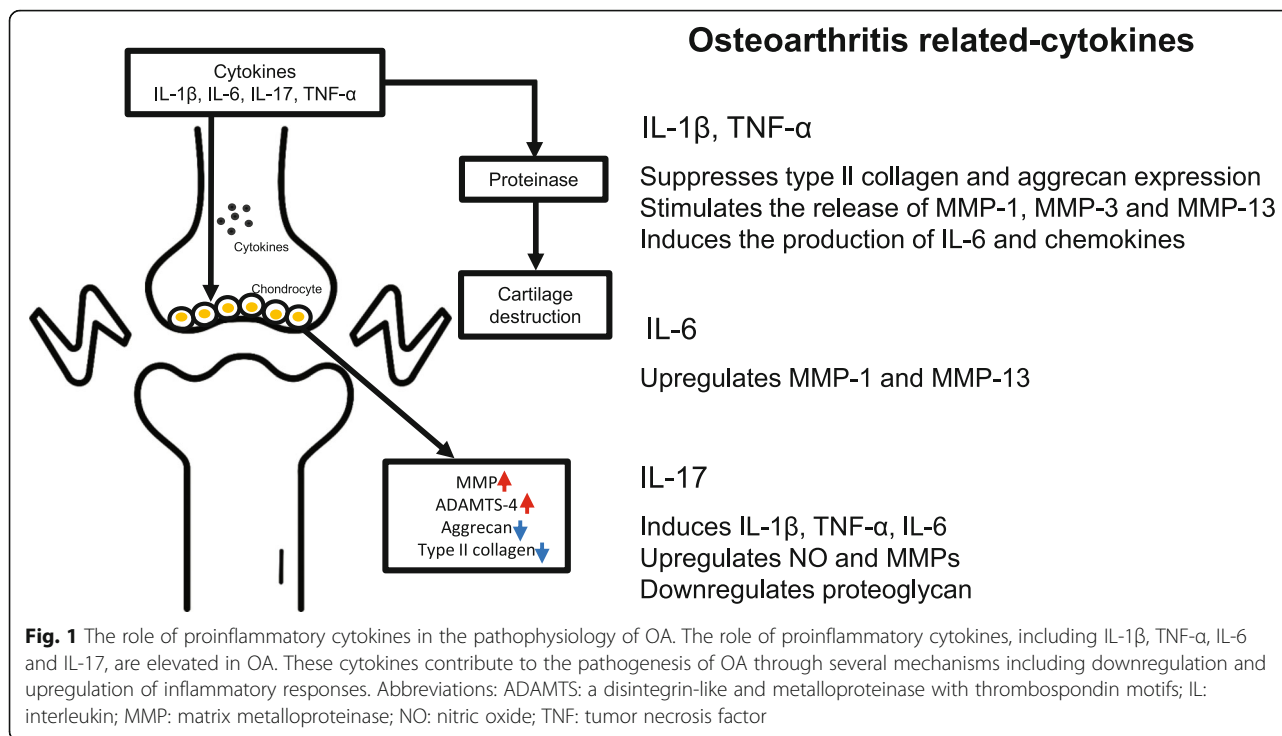 Osteoarthritis related-cytokines
Cytokines
IL-1β, IL-6, IL-17, TNF-α
Proteinase
Cartilage
destruction
Cytokines
Chondrocyte
MMP
ADAMTS-4
Aggrecan
Type II collagen
IL-1β, TNF-α
Suppresses type II collagen and aggrecan expression
Stimulates the release of MMP-1, MMP-3 and MMP-13
Induces the production of IL-6 and chemokines
IL-6
Upregulates MMP-1 and MMP-13
IL-17
Induces IL-1β, TNF-α, IL-6
Upregulates NO and MMPs
Downregulates proteoglycan
Fig. 1 The role of proinflammatory cytokines in the pathophysiology of OA. The role of proinflammatory cytokines, including IL-1β, TNF-α, IL-6
and IL-17, are elevated in OA. These cytokines contribute to the pathogenesis of OA through several mechanisms including downregulation and
upregulation of inflammatory responses. Abbreviations: ADAMTS: a disintegrin-like and metalloproteinase with thrombospondin motifs; IL:
interleukin; MMP: matrix metalloproteinase; NO: nitric oxide; TNF: tumor necrosis factor